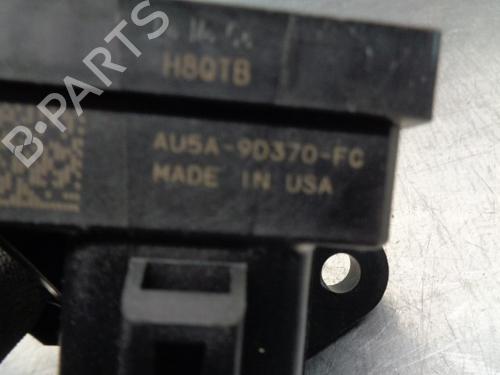 H8QTB
AU5A-9D370-FC
MADE IN USA
B-PARTS